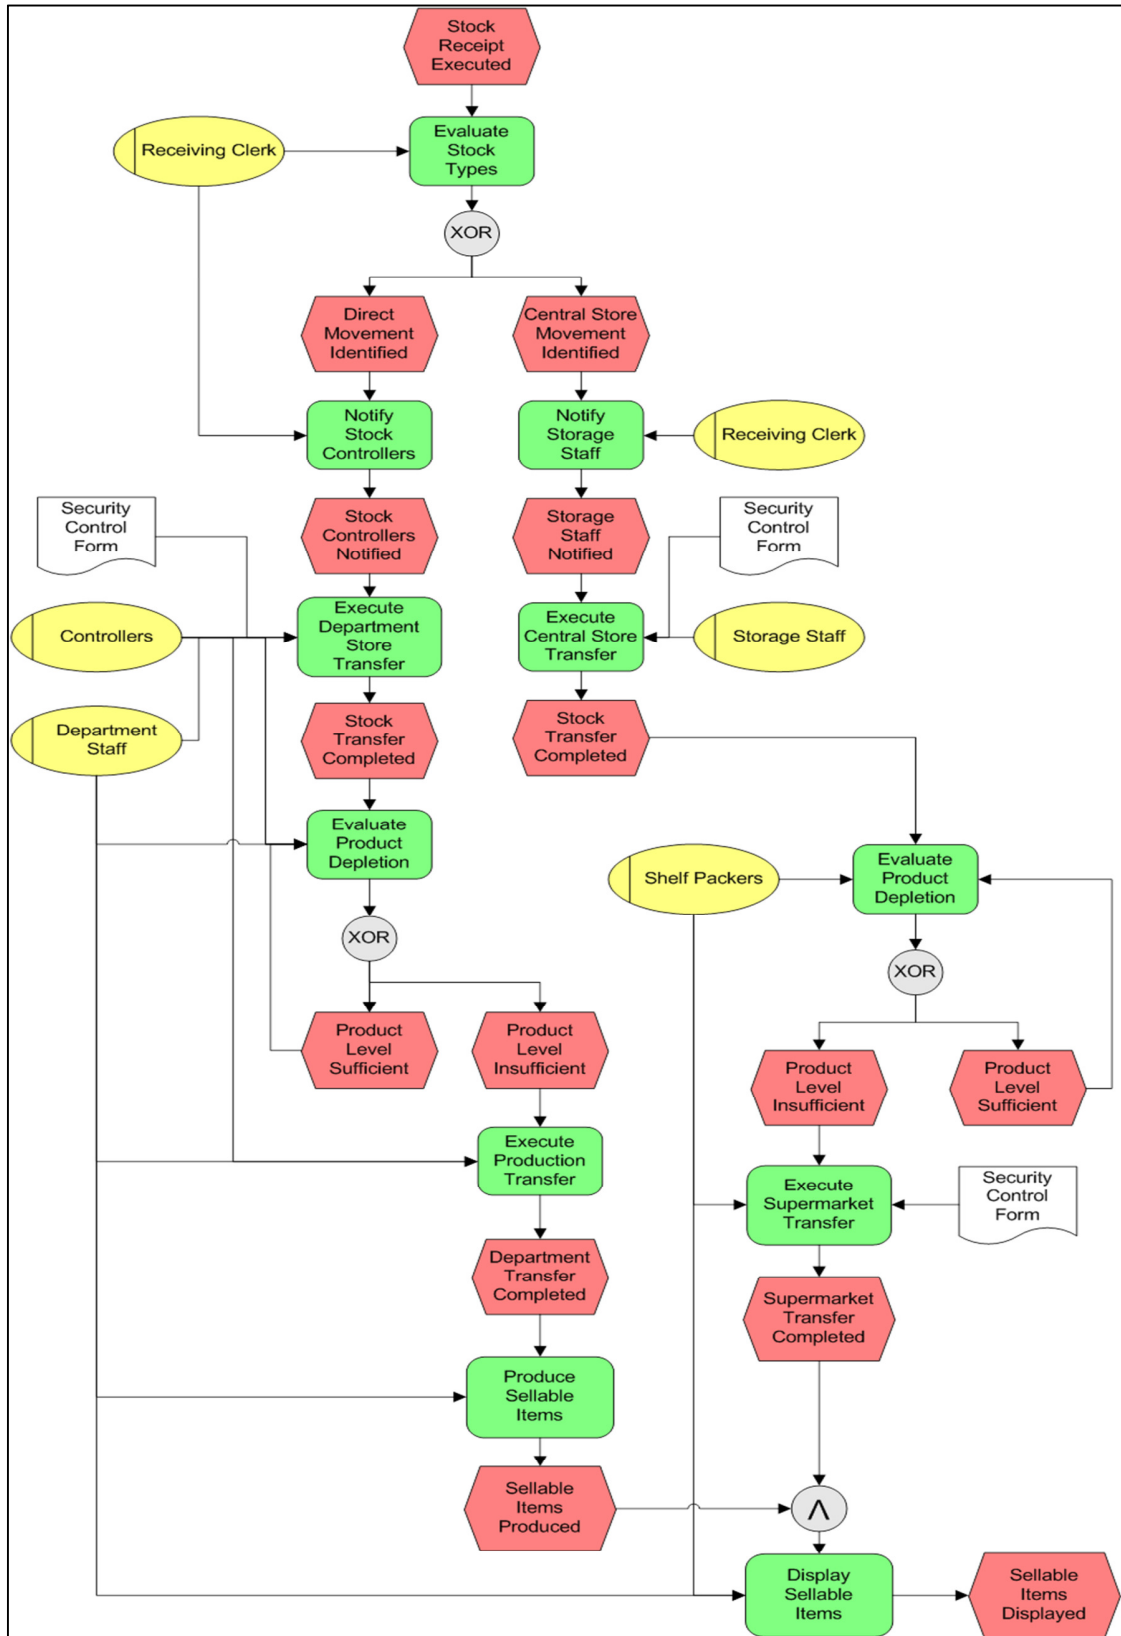 Stock
Receipt
Executed
Evaluate
Stock
Types
Receiving Clerk
XOR
Direct
Movement
Identified
Central Store
Movement
Identified
Notify
Stock
Controllers
Notify
Storage
Staff
Receiving Clerk
Security
Control
Form
Stock
Controllers
Notified
Storage
Staff
Notified
Security
Control
Form
Controllers
Execute
Department
Store
Transfer
Execute
Central Store
Transfer
Storage Staff
Department
Staff
Stock
Transfer
Completed
Stock
Transfer
Completed
Evaluate
Product
Depletion
Shelf Packers
Evaluate
Product
Depletion
XOR
XOR
Product
Level
Sufficient
Product
Level
Insufficient
Product
Level
Insufficient
Product
Level
Sufficient
Execute
Production
Transfer
Execute
Supermarket
Transfer
Security
Control
Form
Department
Transfer
Completed
Supermarket
Transfer
Completed
Produce
Sellable
Items
Sellable
Items
Produced
Λ
Display
Sellable
Items
Sellable
Items
Displayed